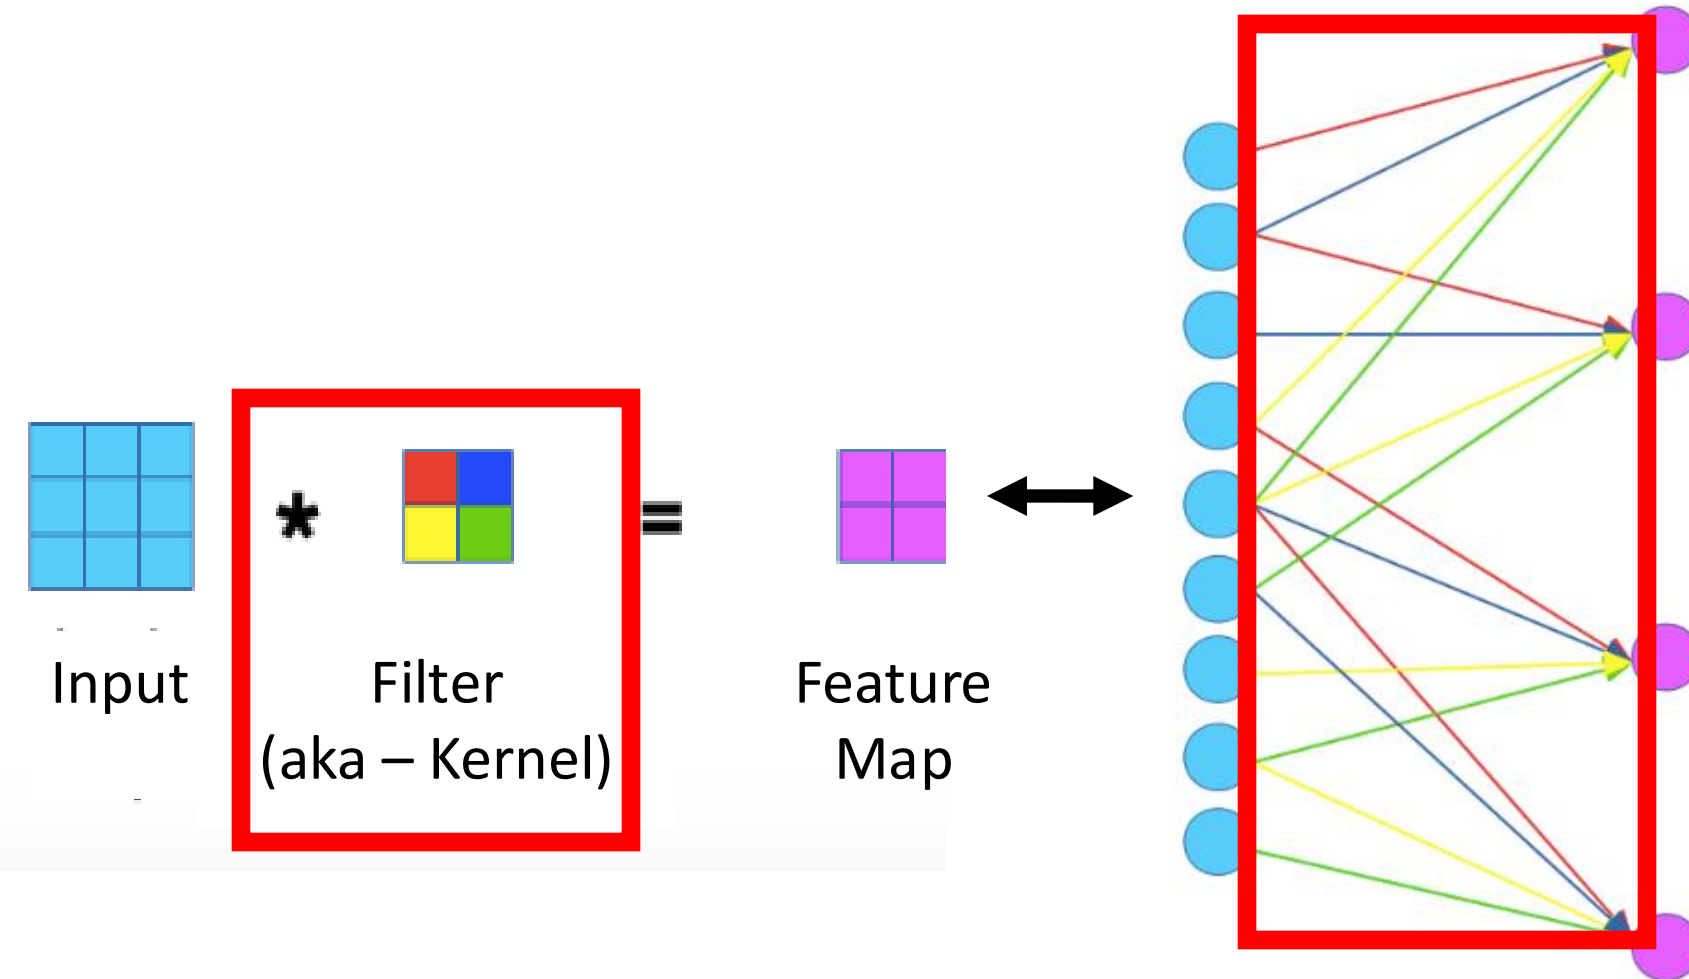 *
=
Input
Filter
(aka – Kernel)
Feature
Map